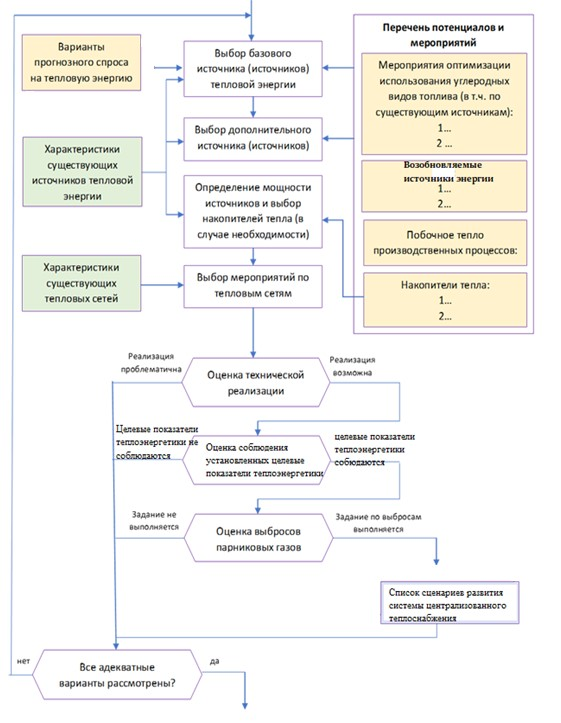 Варианты
прогнозного спроса
на тепловую энергию
Выбор базового
источника (источников)
тепловой энергии
Перечень потенциалов и
мероприятий
Мероприятия оптимизации
использования углеродных
видов топлива (в т.ч. по
существующим источникам):
1...
2 ...
Характеристики
существующих
источников тепловой
энергии
Выбор дополнительного
источника (источников)
Определение мощности
источников и выбор
накопителей тепла (в
случае необходимости)
Возобновляемые
источники энергии
1...
2...
Побочное тепло
производственных процессов:
Характеристики
существующих
тепловых сетей
Выбор мероприятий по
тепловым сетям
Накопители тепла:
1...
2...
Реализация
проблематична
Оценка технической
реализации
Реализация
возможна
Целевые показатели
теплоэнергетики не
соблюдаются
Оценка соблюдения
установленных целевые
показатели теплоэнергетики
целевые показатели
теплоэнергетики
собюдаются
Задание не
выполняется
Оценка выбросов
парниковых газов
Задание по выбросам
выполняется
Список сценариев развития
системы централизованного
теплоснабжения
нет
Все адекватные
варианты рассмотрены?
да